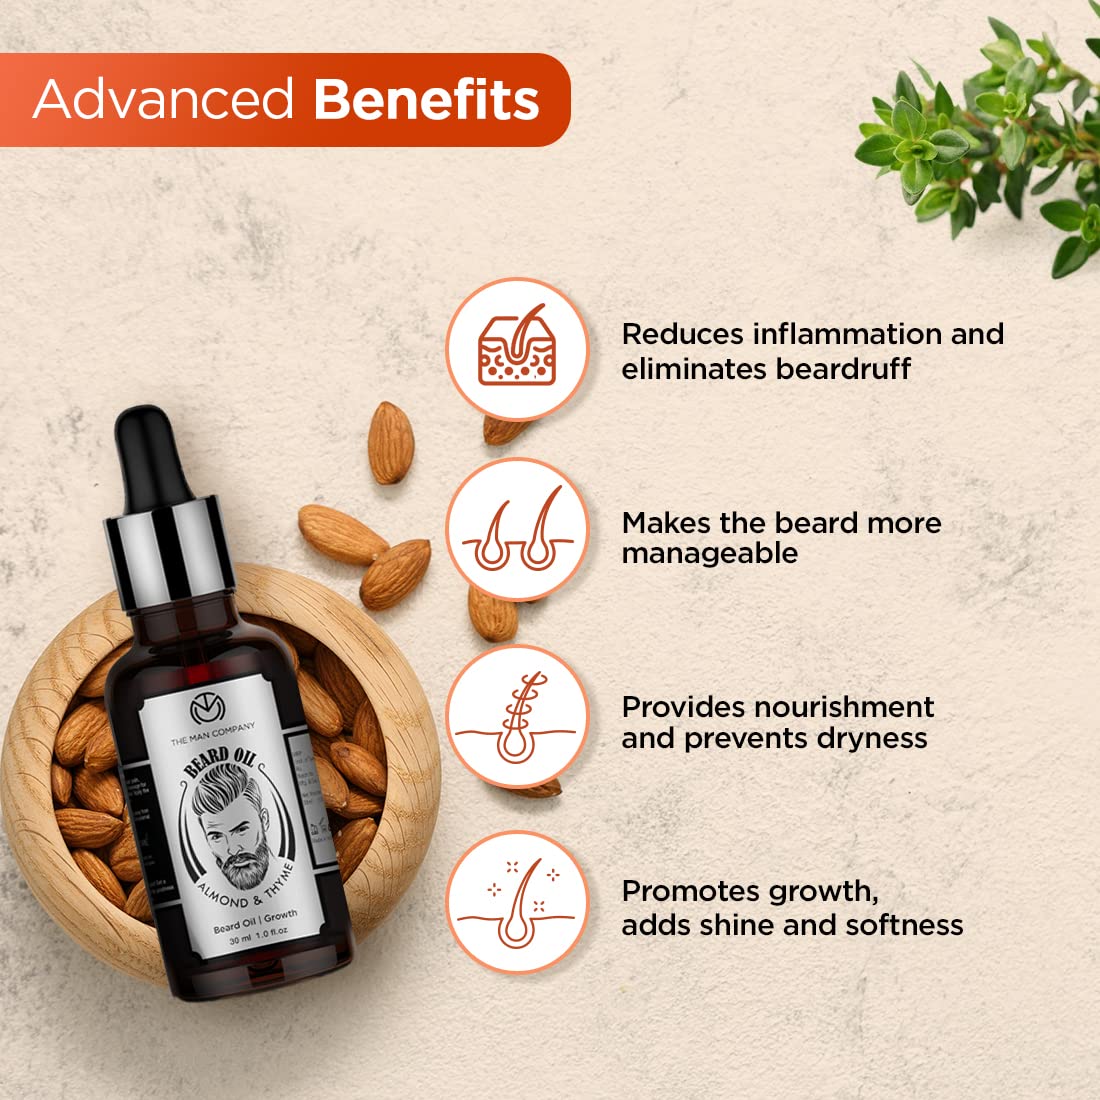 Advanced Benefits
Reduces inflammation and
eliminates beardruff
Makes the beard more
manageable
Provides nourishment
and prevents dryness
Promotes growth,
adds shine and softness
THE MAN COMPANY
BEARD OIL
ALMOND & THYME
Beard Oil | Growth
30 ml 1.0 fl.oz